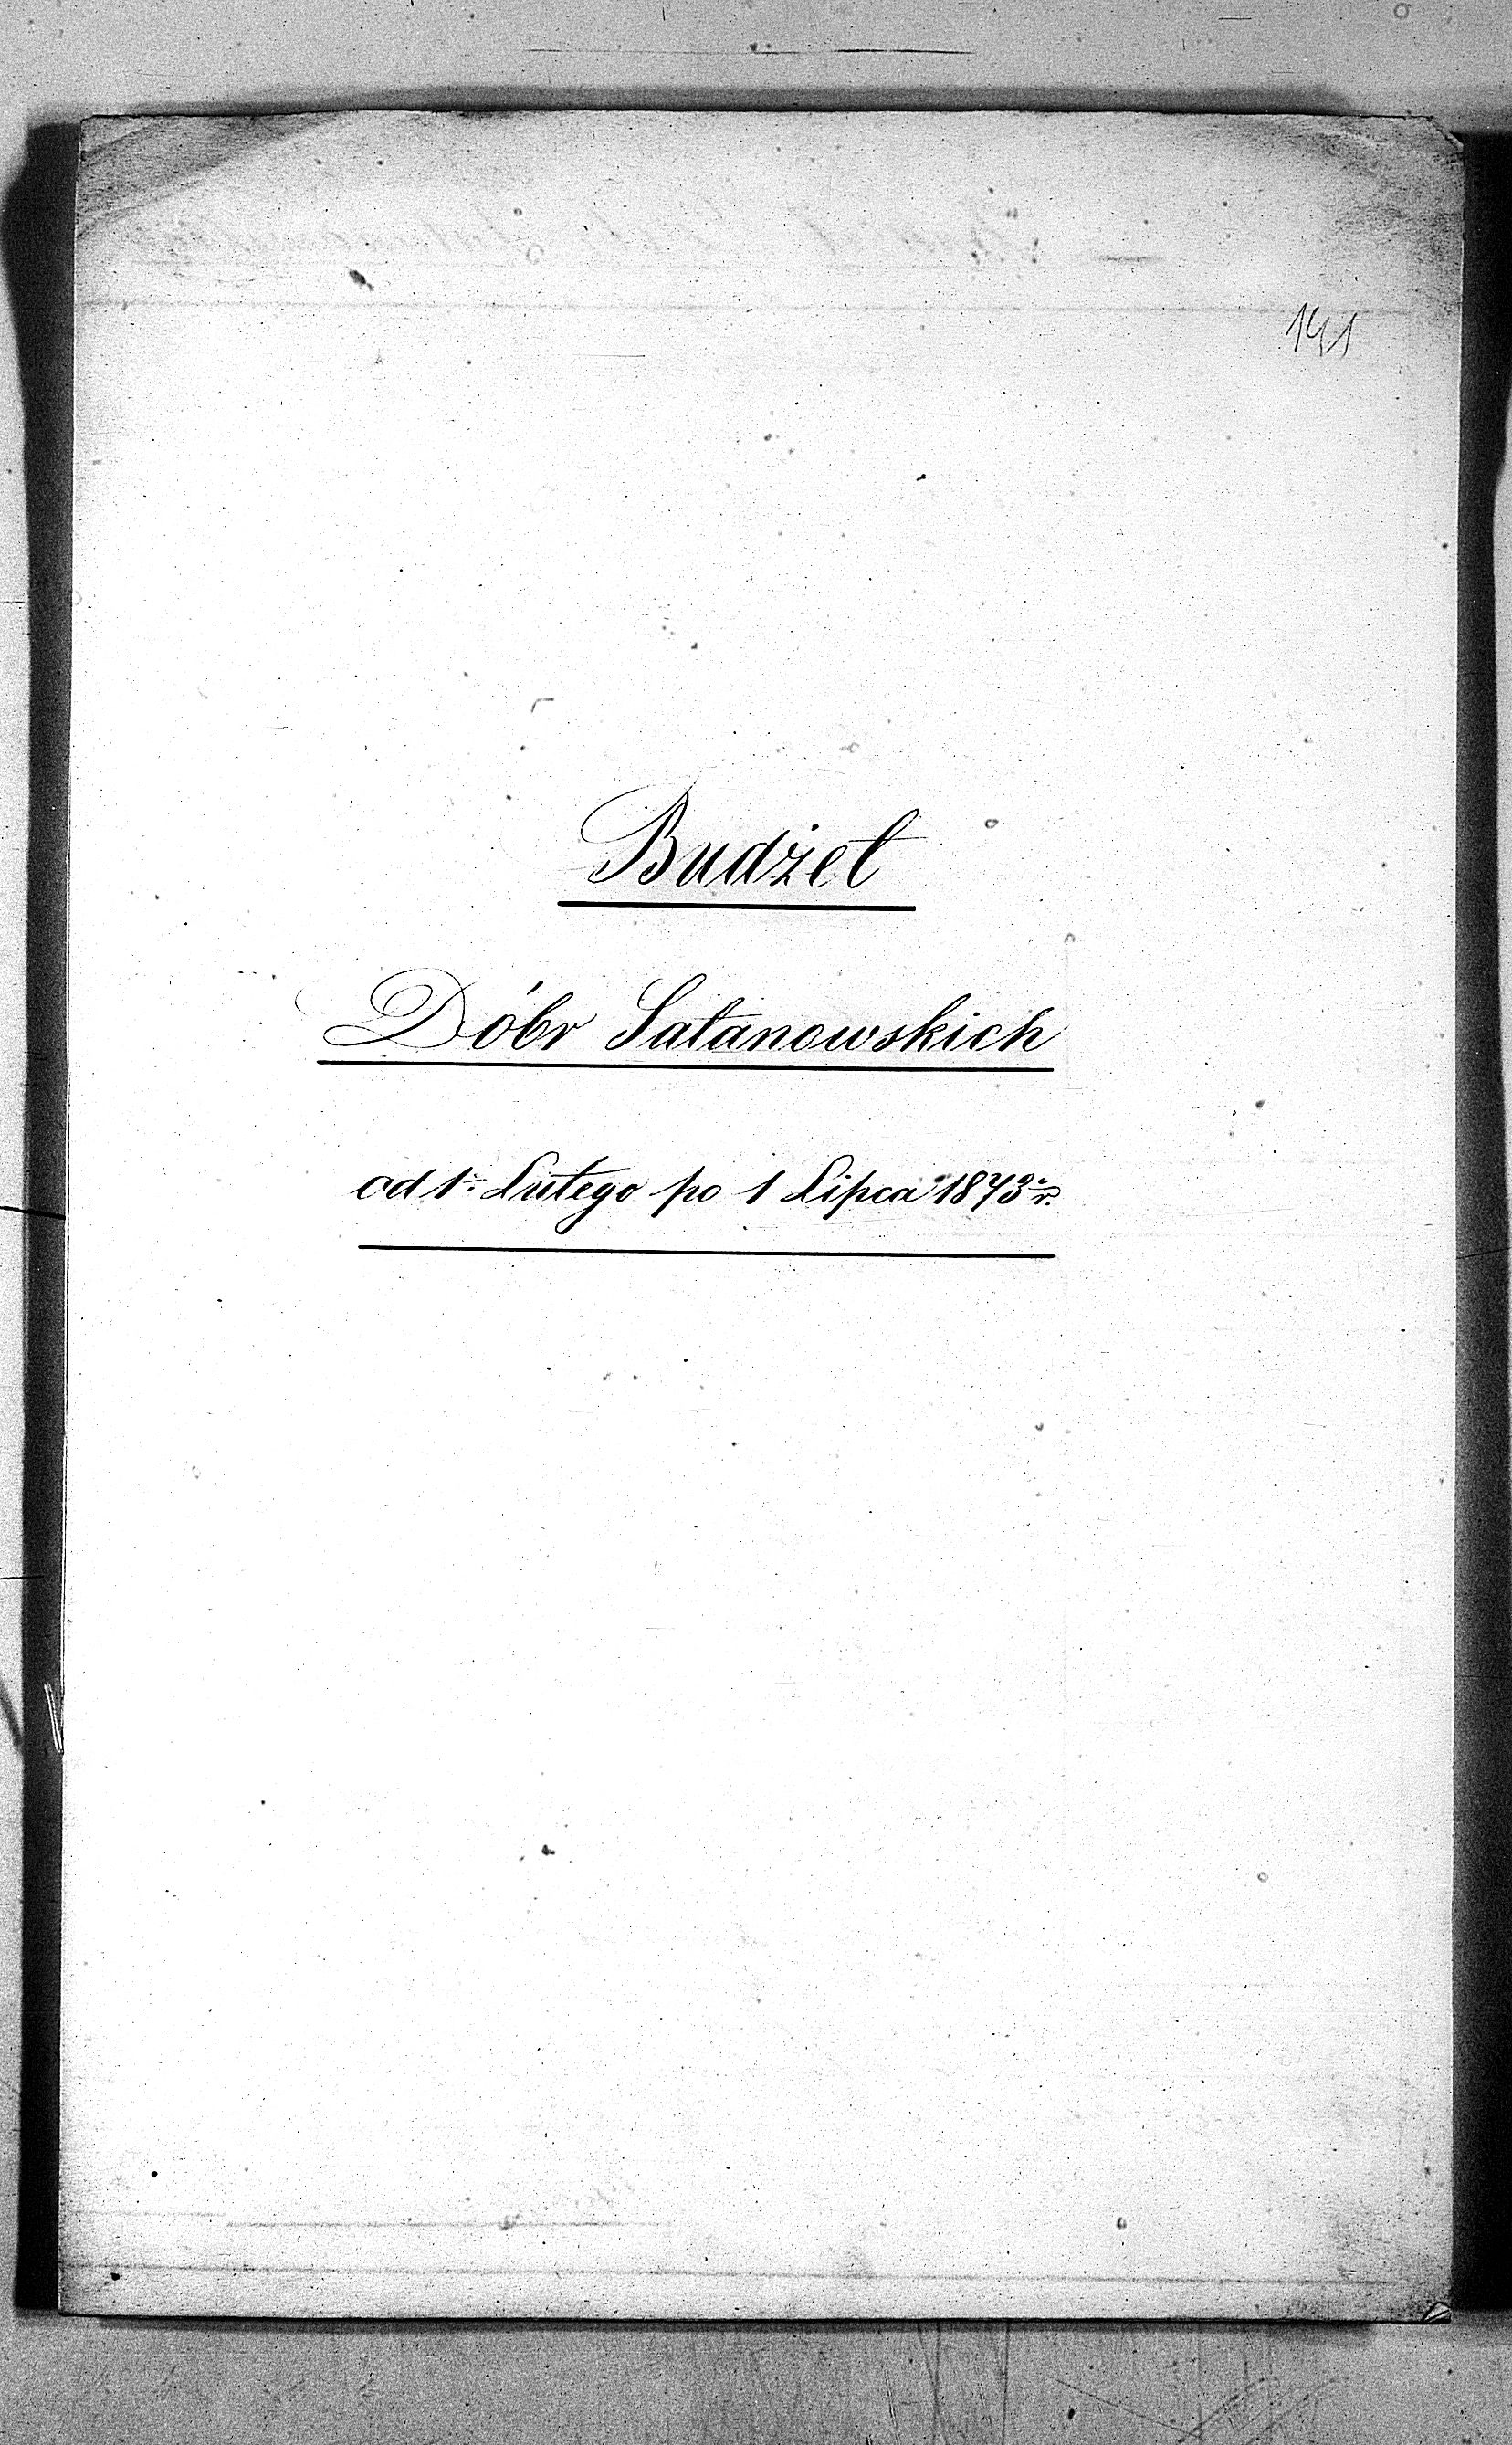 141
Budżet
Dóbr Satanowskich
od 1. Lutego po 1 Lipca 1873 r.